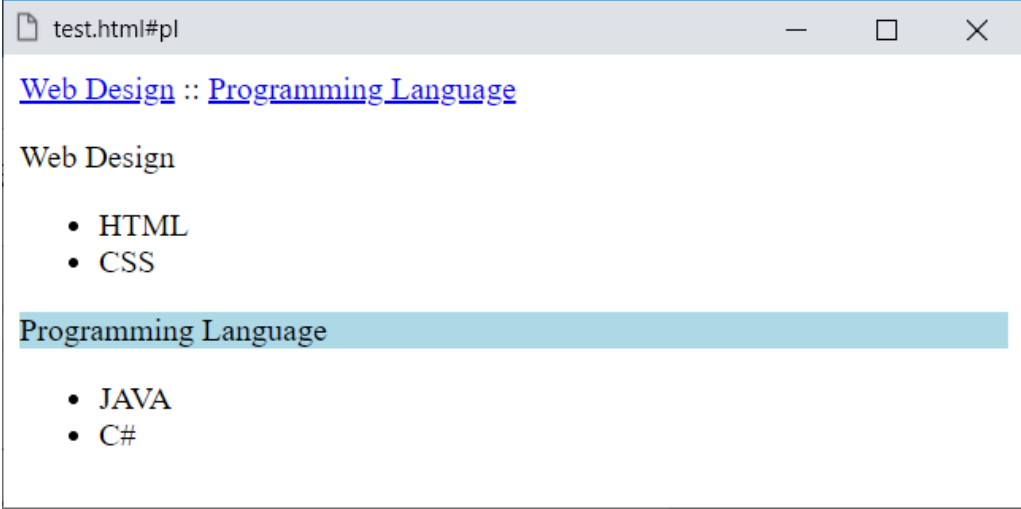 test.html#pl
Web Design :: Programming Language
Web Design
HTML
CSS
Programming Language
JAVA
C#